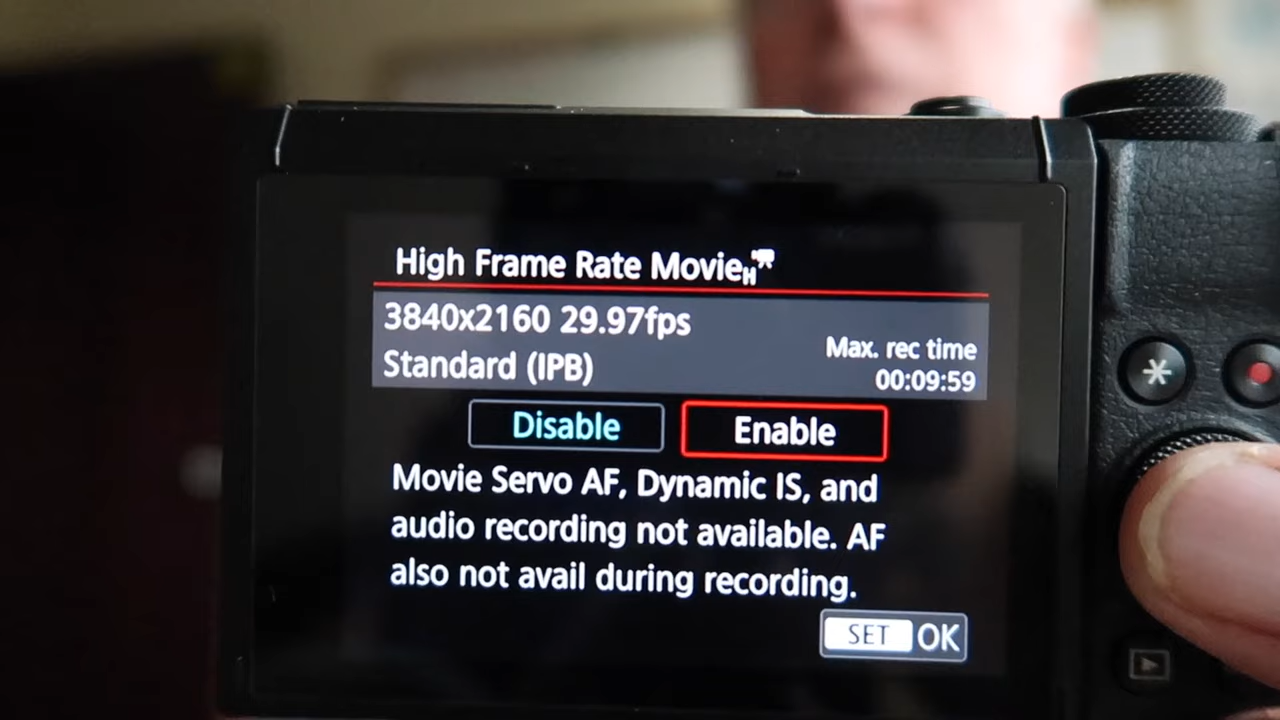 High Frame Rate Movie H
3840x2160 29.97fps
Standard (IPB)
Max. rec time
00:09:59
Disable
Enable
Movie Servo AF, Dynamic IS, and
audio recording not available. AF
also not avail during recording.
SET OK